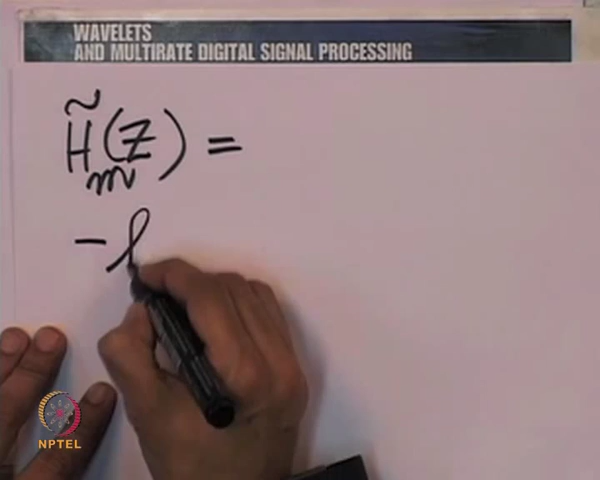 WAVELETS
AND MULTIRATE DIGITAL SIGNAL PROCESSING
H̃ₘ(Z) =
- l
NPTEL